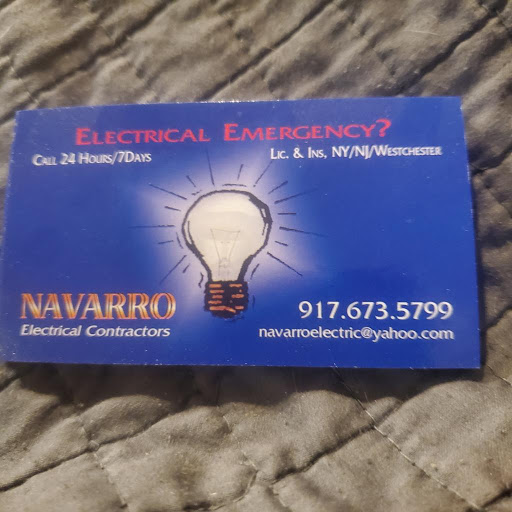 ELECTRICAL EMERGENCY?
CALL 24 HOURS/7DAYS
LIC. & INS, NY/NJ/WESTCHESTER
NAVARRO
Electrical Contractors
917.673.5799
navarroelectric@yahoo.com